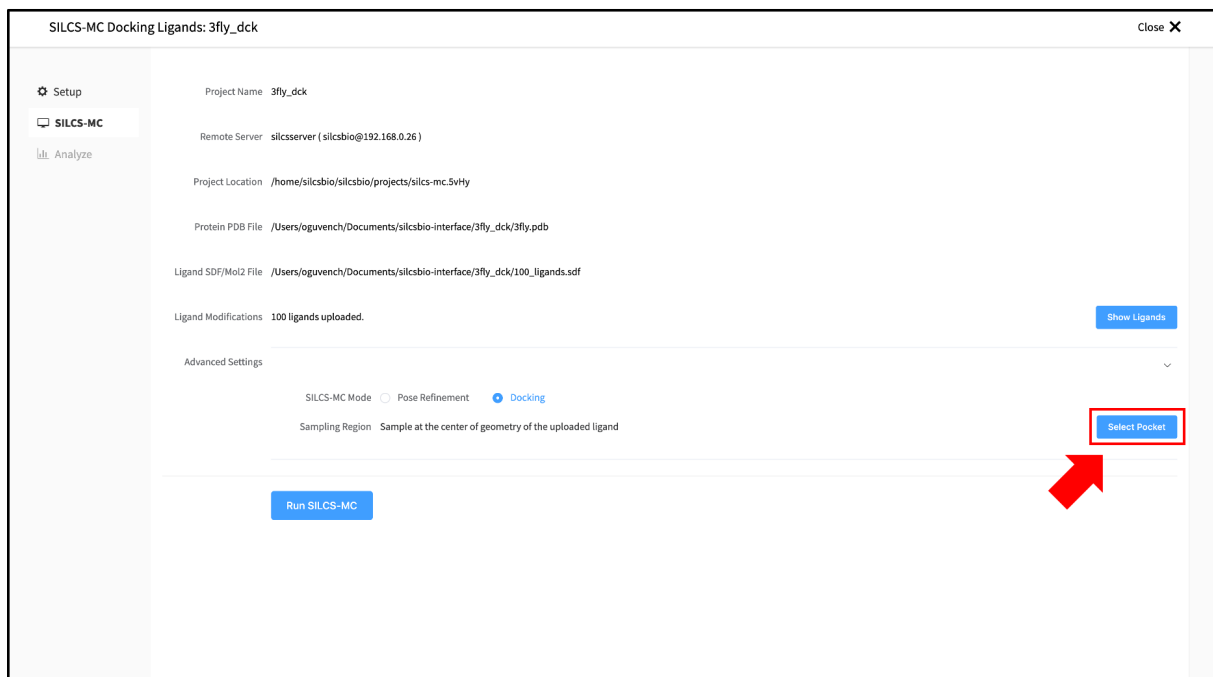 SILCS-MC Docking Ligands: 3fly_dck
Close
Setup
SILCS-MC
Analyze
Project Name 3fly_dck
Remote Server silcsserver ( silcsbio@192.168.0.26 )
Project Location /home/silcsbio/silcsbio/projects/silcs-mc.5vHy
Protein PDB File /Users/oguvench/Documents/silcsbio-interface/3fly_dck/3fly.pdb
Ligand SDF/Mol2 File /Users/oguvench/Documents/silcsbio-interface/3fly_dck/100_ligands.sdf
Ligand Modifications 100 ligands uploaded. Show Ligands
Advanced Settings
SILCS-MC Mode Pose Refinement Docking
Sampling Region Sample at the center of geometry of the uploaded ligand Select Pocket
Run SILCS-MC